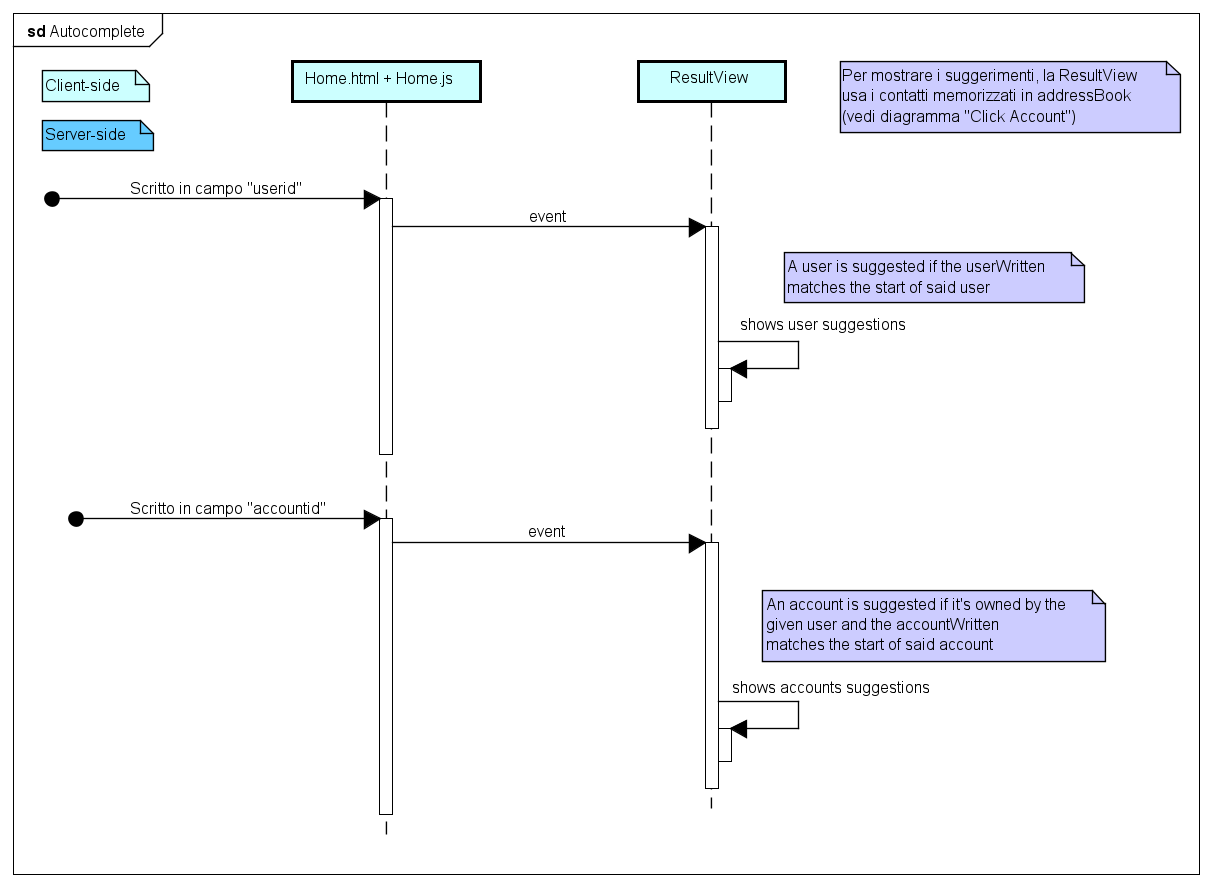 sd Autocomplete
Client-side
Server-side
Home.html + Home.js
ResultView
Per mostrare i suggerimenti, la ResultView
usa i contatti memorizzati in addressBook
(vedi diagramma "Click Account")
Scritto in campo "userid"
event
A user is suggested if the userWritten
matches the start of said user
shows user suggestions
Scritto in campo "accountid"
event
An account is suggested if it's owned by the
given user and the accountWritten
matches the start of said account
shows accounts suggestions